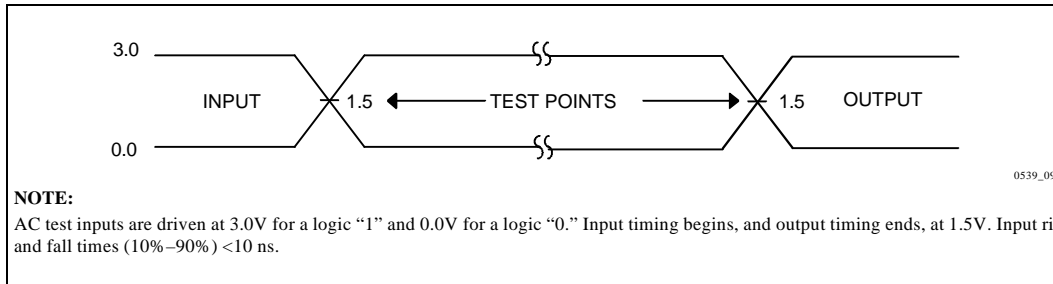 3.0
INPUT 1.5 TEST POINTS 1.5 OUTPUT
0.0
0539_09
NOTE:
AC test inputs are driven at 3.0V for a logic “1” and 0.0V for a logic “0.” Input timing begins, and output timing ends, at 1.5V. Input
and fall times (10%–90%) <10 ns.